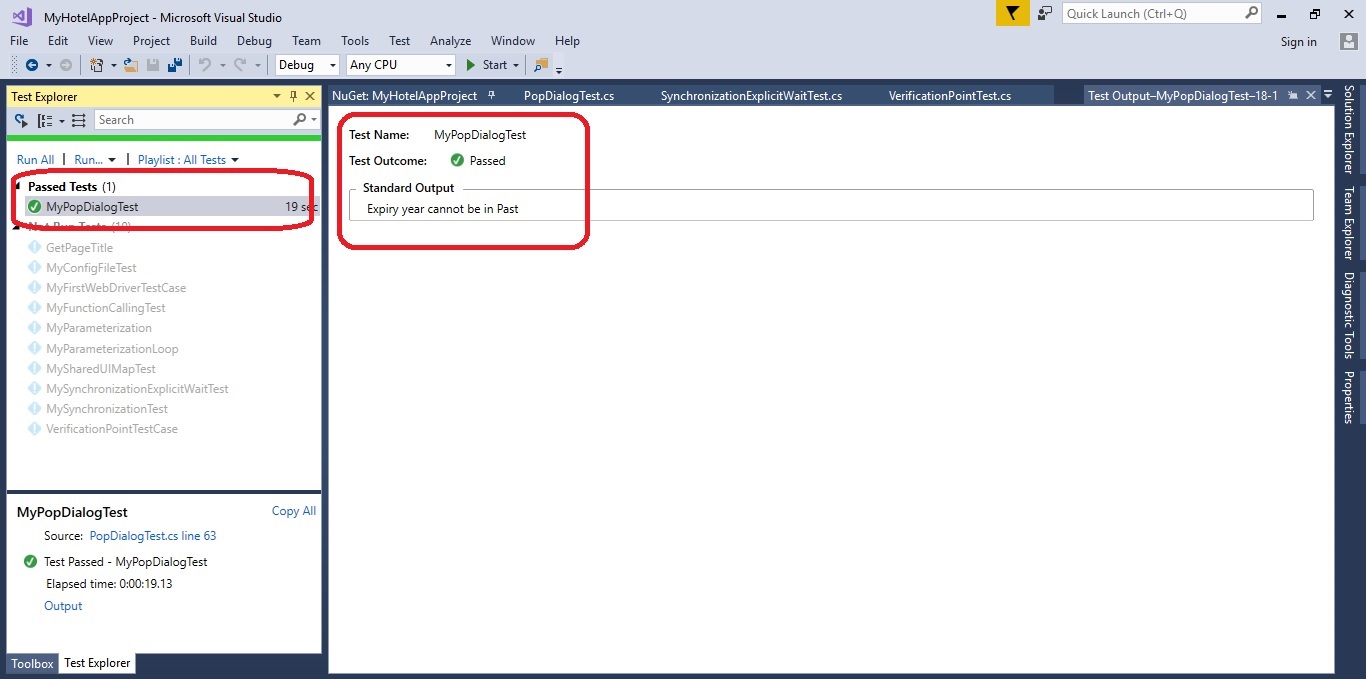 MyHotelAppProject - Microsoft Visual Studio
Quick Launch (Ctrl+Q)
File Edit View Project Build Debug Team Tools Test Analyze Window Help
Sign in
Debug Any CPU Start
Test Explorer
Search
Run All | Run... | Playlist : All Tests
Passed Tests (1)
MyPopDialogTest 19 sec
Not Run Tests (10)
GetPageTitle
MyConfigFileTest
MyFirstWebDriverTestCase
MyFunctionCallingTest
MyParameterization
MyParameterizationLoop
MySharedUIMapTest
MySynchronizationExplicitWaitTest
MySynchronizationTest
VerificationPointTestCase
MyPopDialogTest Copy All
Source: PopDialogTest.cs line 63
Test Passed - MyPopDialogTest
Elapsed time: 0:00:19.13
Output
Toolbox Test Explorer
NuGet: MyHotelAppProject PopDialogTest.cs SynchronizationExplicitWaitTest.cs VerificationPointTest.cs Test Output–MyPopDialogTest–18-1
Test Name: MyPopDialogTest
Test Outcome: Passed
Standard Output
Expiry year cannot be in Past
Solution Explorer
Team Explorer
Diagnostic Tools
Properties